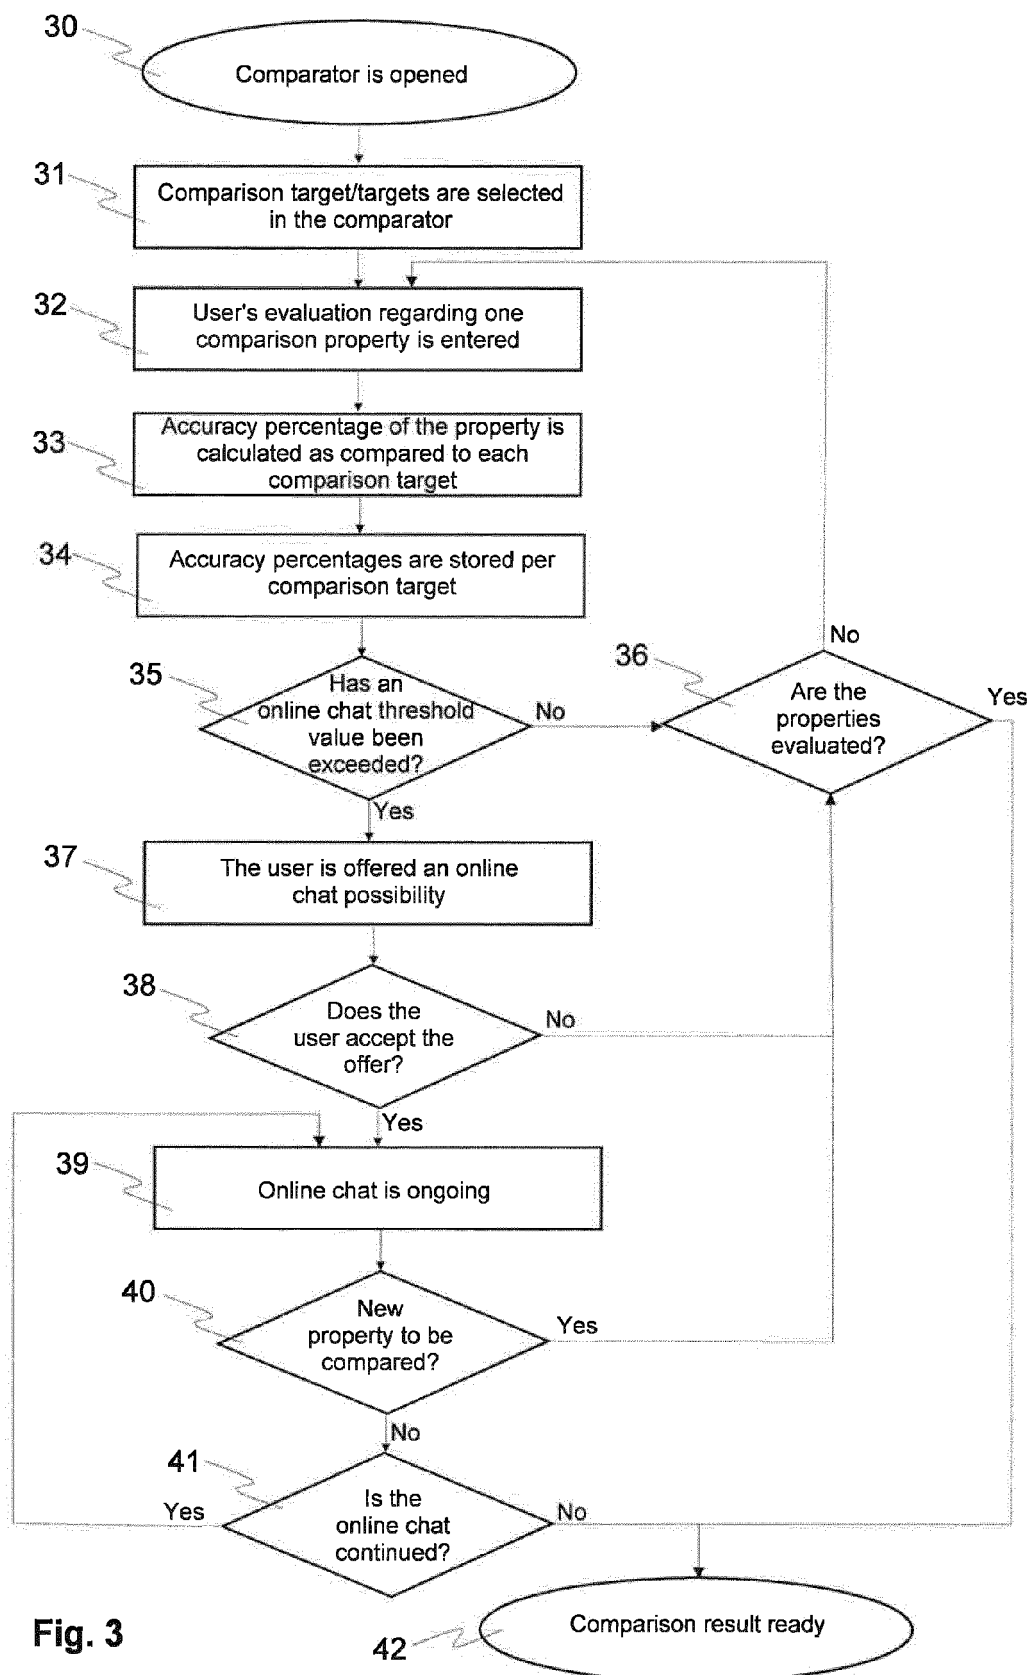 30
Comparator is opened
31
Comparison target/targets are selected
in the comparator
32
User's evaluation regarding one
comparison property is entered
33
Accuracy percentage of the property is
calculated as compared to each
comparison target
34
Accuracy percentages are stored per
comparison target
35
Has an
online chat threshold
value been
exceeded?
No
Yes
36
Are the
properties
evaluated?
No
Yes
37
The user is offered an online
chat possibility
38
Does the
user accept the
offer?
No
Yes
39
Online chat is ongoing
40
New
property to be
compared?
Yes
No
41
Is the
online chat
continued?
Yes
No
42
Comparison result ready
Fig. 3